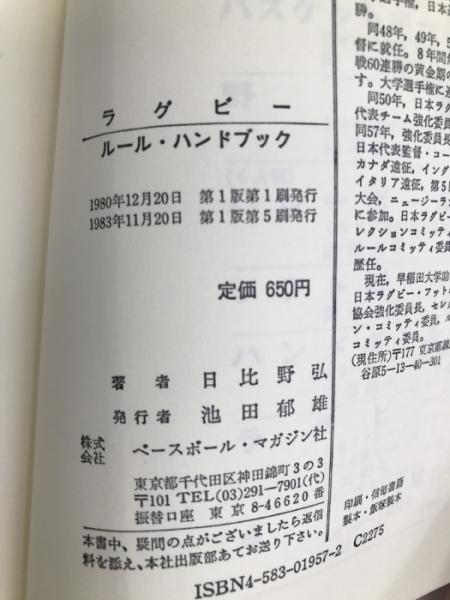 ラグビー
ルール・ハンドブック
1980年12月20日 第1版第1刷発行
1983年11月20日 第1版第5刷発行
定価 650円
著者 日比野弘
発行者 池田郁雄
株式会社 ベースボール・マガジン社
東京都千代田区神田錦町3の3
〒101 TEL(03)291-7901(代)
振替口座 東京 8-46620 番
本書中、疑問の点がございましたら返信
料を添え、本社出版部あてお送り下さい。
ISBN4-583-01957-2 C2275
印刷・信毎書籍
製本・飯塚製本
勝。
同48年, 49年,
督に就任。8年間
戦60連勝の黄金期の
す。大学選手権に
同50年, 日本ラグ
代表チーム強化委員
同57年, 強化委員長
日本代表監督・コー
カナダ遠征, イング
イタリア遠征, 第5
大会, ニュージーラン
に参加。日本ラグビー
レクションコミッティ
ルールコミッティ委
歴任。
現在, 早稲田大学助
日本ラグビー・フット
協会強化委員長, セレ
ン・コミッティ委員, ル
コミッティ委員。
(現住所)〒177 東京都練
谷原5-13-40-301